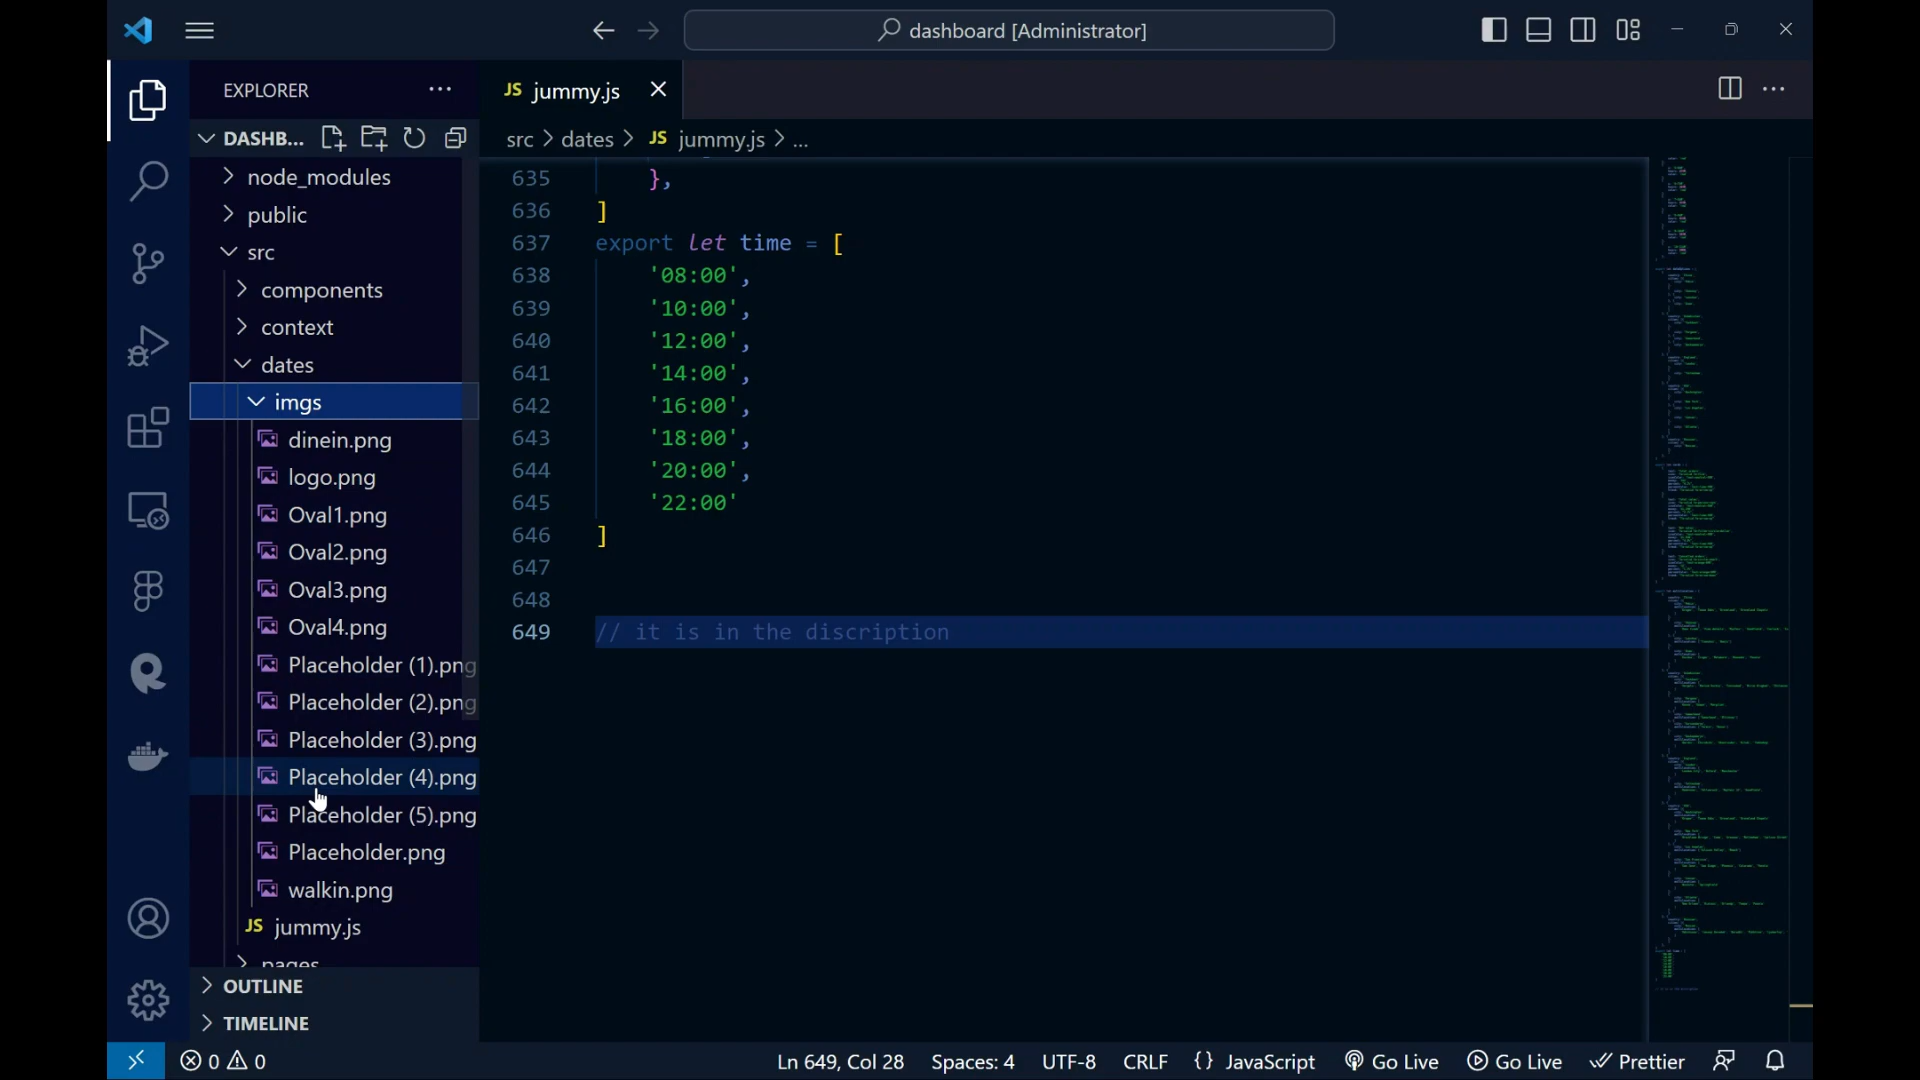 dashboard [Administrator]
EXPLORER
JS jummy.js
DASHB...
src > dates > JS jummy.js > ...
node_modules
public
src
components
context
dates
imgs
dinein.png
logo.png
Oval1.png
Oval2.png
Oval3.png
Oval4.png
Placeholder (1).png
Placeholder (2).png
Placeholder (3).png
Placeholder (4).png
Placeholder (5).png
Placeholder.png
walkin.png
JS jummy.js
pages
OUTLINE
TIMELINE
635 },
636 ]
637 export let time = [
638 '08:00',
639 '10:00',
640 '12:00',
641 '14:00',
642 '16:00',
643 '18:00',
644 '20:00',
645 '22:00'
646 ]
647
648
649 // it is in the discription
0 0
Ln 649, Col 28
Spaces: 4
UTF-8
CRLF
{ } JavaScript
Go Live
Go Live
Prettier